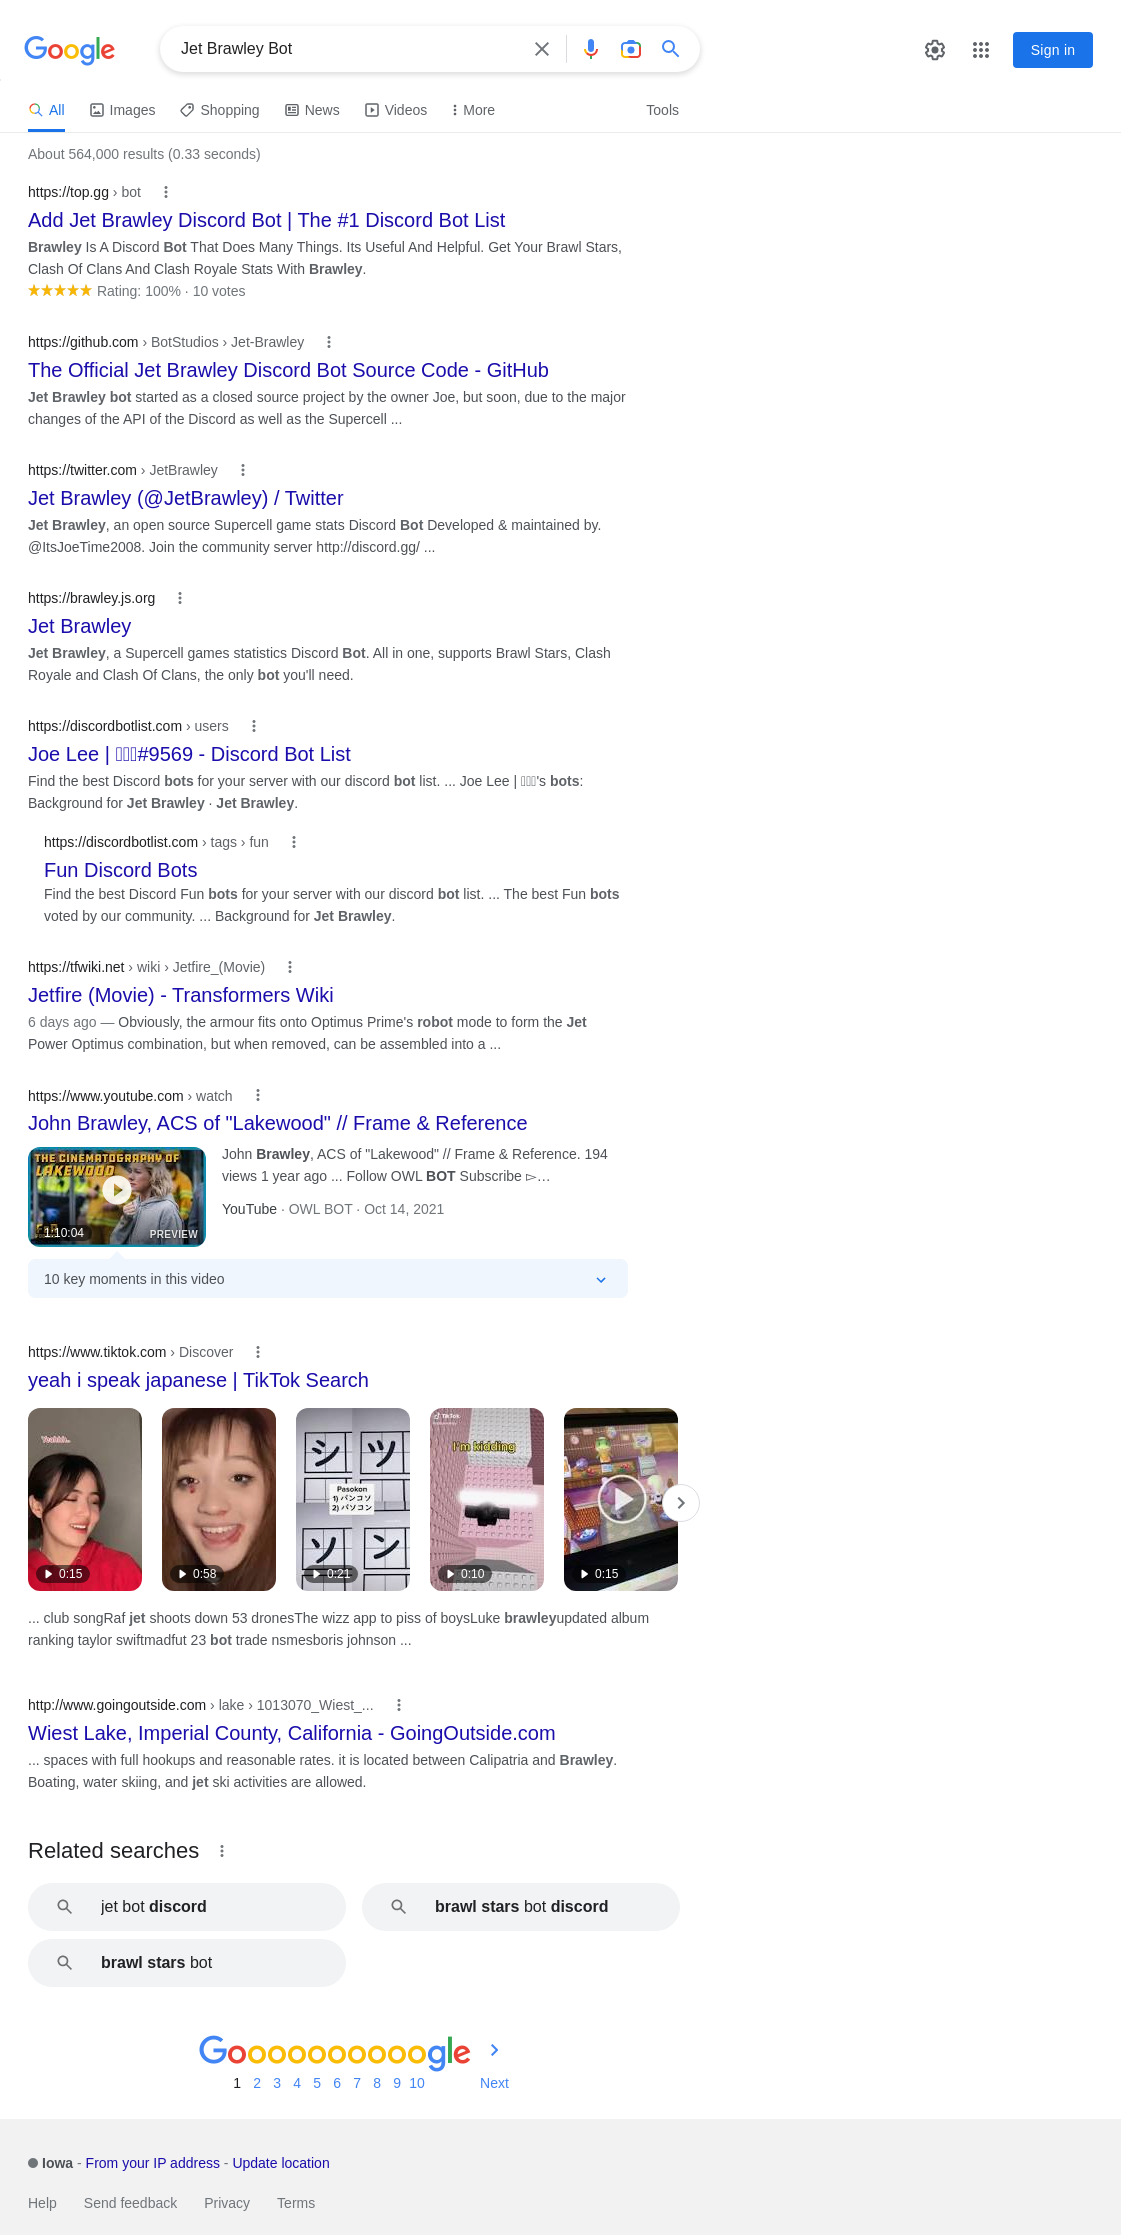 Google
Jet Brawley Bot
Sign in
All
Images
Shopping
News
Videos
More
Tools
About 564,000 results (0.33 seconds)
https://top.gg › bot
Add Jet Brawley Discord Bot | The #1 Discord Bot List
Brawley Is A Discord Bot That Does Many Things. Its Useful And Helpful. Get Your Brawl Stars,
Clash Of Clans And Clash Royale Stats With Brawley.
Rating: 100% · 10 votes
https://github.com › BotStudios › Jet-Brawley
The Official Jet Brawley Discord Bot Source Code - GitHub
Jet Brawley bot started as a closed source project by the owner Joe, but soon, due to the major
changes of the API of the Discord as well as the Supercell ...
https://twitter.com › JetBrawley
Jet Brawley (@JetBrawley) / Twitter
Jet Brawley, an open source Supercell game stats Discord Bot Developed & maintained by.
@ItsJoeTime2008. Join the community server http://discord.gg/ ...
https://brawley.js.org
Jet Brawley
Jet Brawley, a Supercell games statistics Discord Bot. All in one, supports Brawl Stars, Clash
Royale and Clash Of Clans, the only bot you'll need.
https://discordbotlist.com › users
Joe Lee | #9569 - Discord Bot List
Find the best Discord bots for your server with our discord bot list. ... Joe Lee | 's bots:
Background for Jet Brawley · Jet Brawley.
https://discordbotlist.com › tags › fun
Fun Discord Bots
Find the best Discord Fun bots for your server with our discord bot list. ... The best Fun bots
voted by our community. ... Background for Jet Brawley.
https://tfwiki.net › wiki › Jetfire_(Movie)
Jetfire (Movie) - Transformers Wiki
6 days ago — Obviously, the armour fits onto Optimus Prime's robot mode to form the Jet
Power Optimus combination, but when removed, can be assembled into a ...
https://www.youtube.com › watch
John Brawley, ACS of "Lakewood" // Frame & Reference
THE CINEMATOGRAPHY OF
LAKEWOOD
1:10:04
PREVIEW
John Brawley, ACS of "Lakewood" // Frame & Reference. 194
views 1 year ago ... Follow OWL BOT Subscribe ▻…
YouTube · OWL BOT · Oct 14, 2021
10 key moments in this video
https://www.tiktok.com › Discover
yeah i speak japanese | TikTok Search
Yeahhh..
0:15
0:58
シ ツ
Pasokon
1) パンコソ
2) パソコン
ソ ン
0:21
TikTok
I'm kidding
0:10
0:15
... club songRaf jet shoots down 53 dronesThe wizz app to piss of boysLuke brawleyupdated album
ranking taylor swiftmadfut 23 bot trade nsmesboris johnson ...
http://www.goingoutside.com › lake › 1013070_Wiest_...
Wiest Lake, Imperial County, California - GoingOutside.com
... spaces with full hookups and reasonable rates. it is located between Calipatria and Brawley.
Boating, water skiing, and jet ski activities are allowed.
Related searches
jet bot discord
brawl stars bot discord
brawl stars bot
Goooooooooogle
1 2 3 4 5 6 7 8 9 10 Next
Iowa - From your IP address - Update location
Help Send feedback Privacy Terms